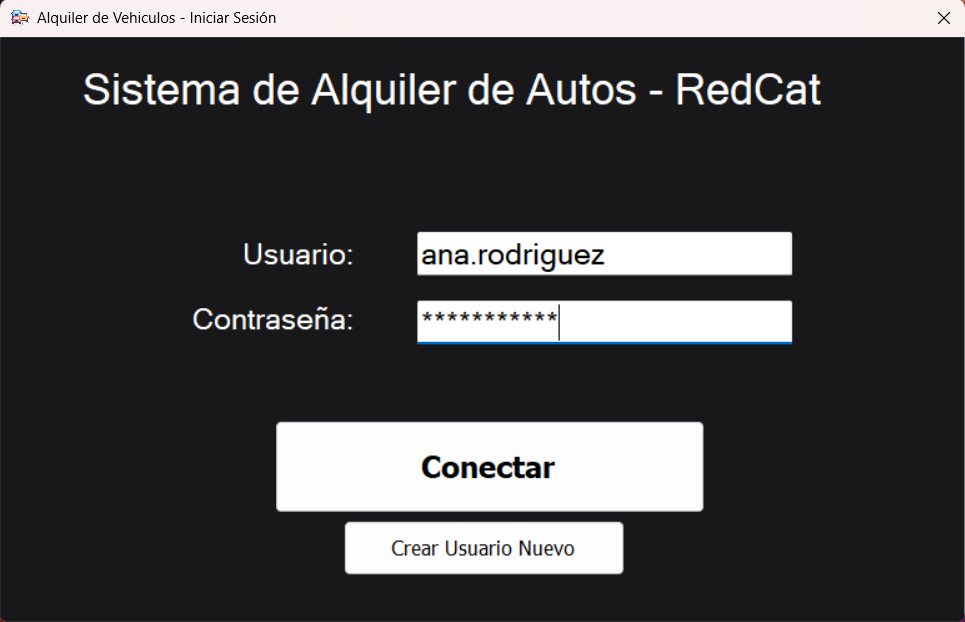 Alquiler de Vehiculos - Iniciar Sesión
Sistema de Alquiler de Autos - RedCat
Usuario: ana.rodriguez
Contraseña: ***********
Conectar
Crear Usuario Nuevo